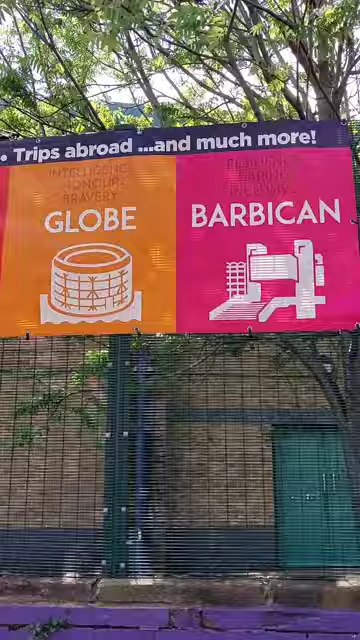 • Trips abroad ...and much more!
INTELLIGENCE
HONOUR
BRAVERY
GLOBE
BARBICAN